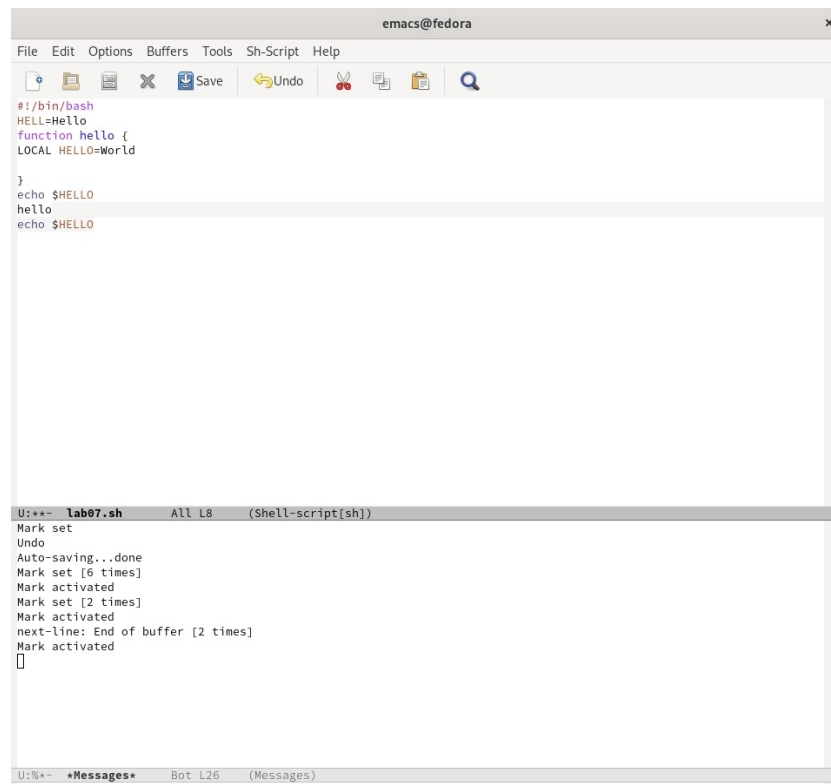 emacs@fedora ×
File Edit Options Buffers Tools Sh-Script Help
Save Undo
#!/bin/bash
HELL=Hello
function hello {
LOCAL HELLO=World
}
echo $HELLO
hello
echo $HELLO
U:**- lab07.sh All L8 (Shell-script[sh])
Mark set
Undo
Auto-saving...done
Mark set [6 times]
Mark activated
Mark set [2 times]
Mark activated
next-line: End of buffer [2 times]
Mark activated
U:%*- *Messages* Bot L26 (Messages)